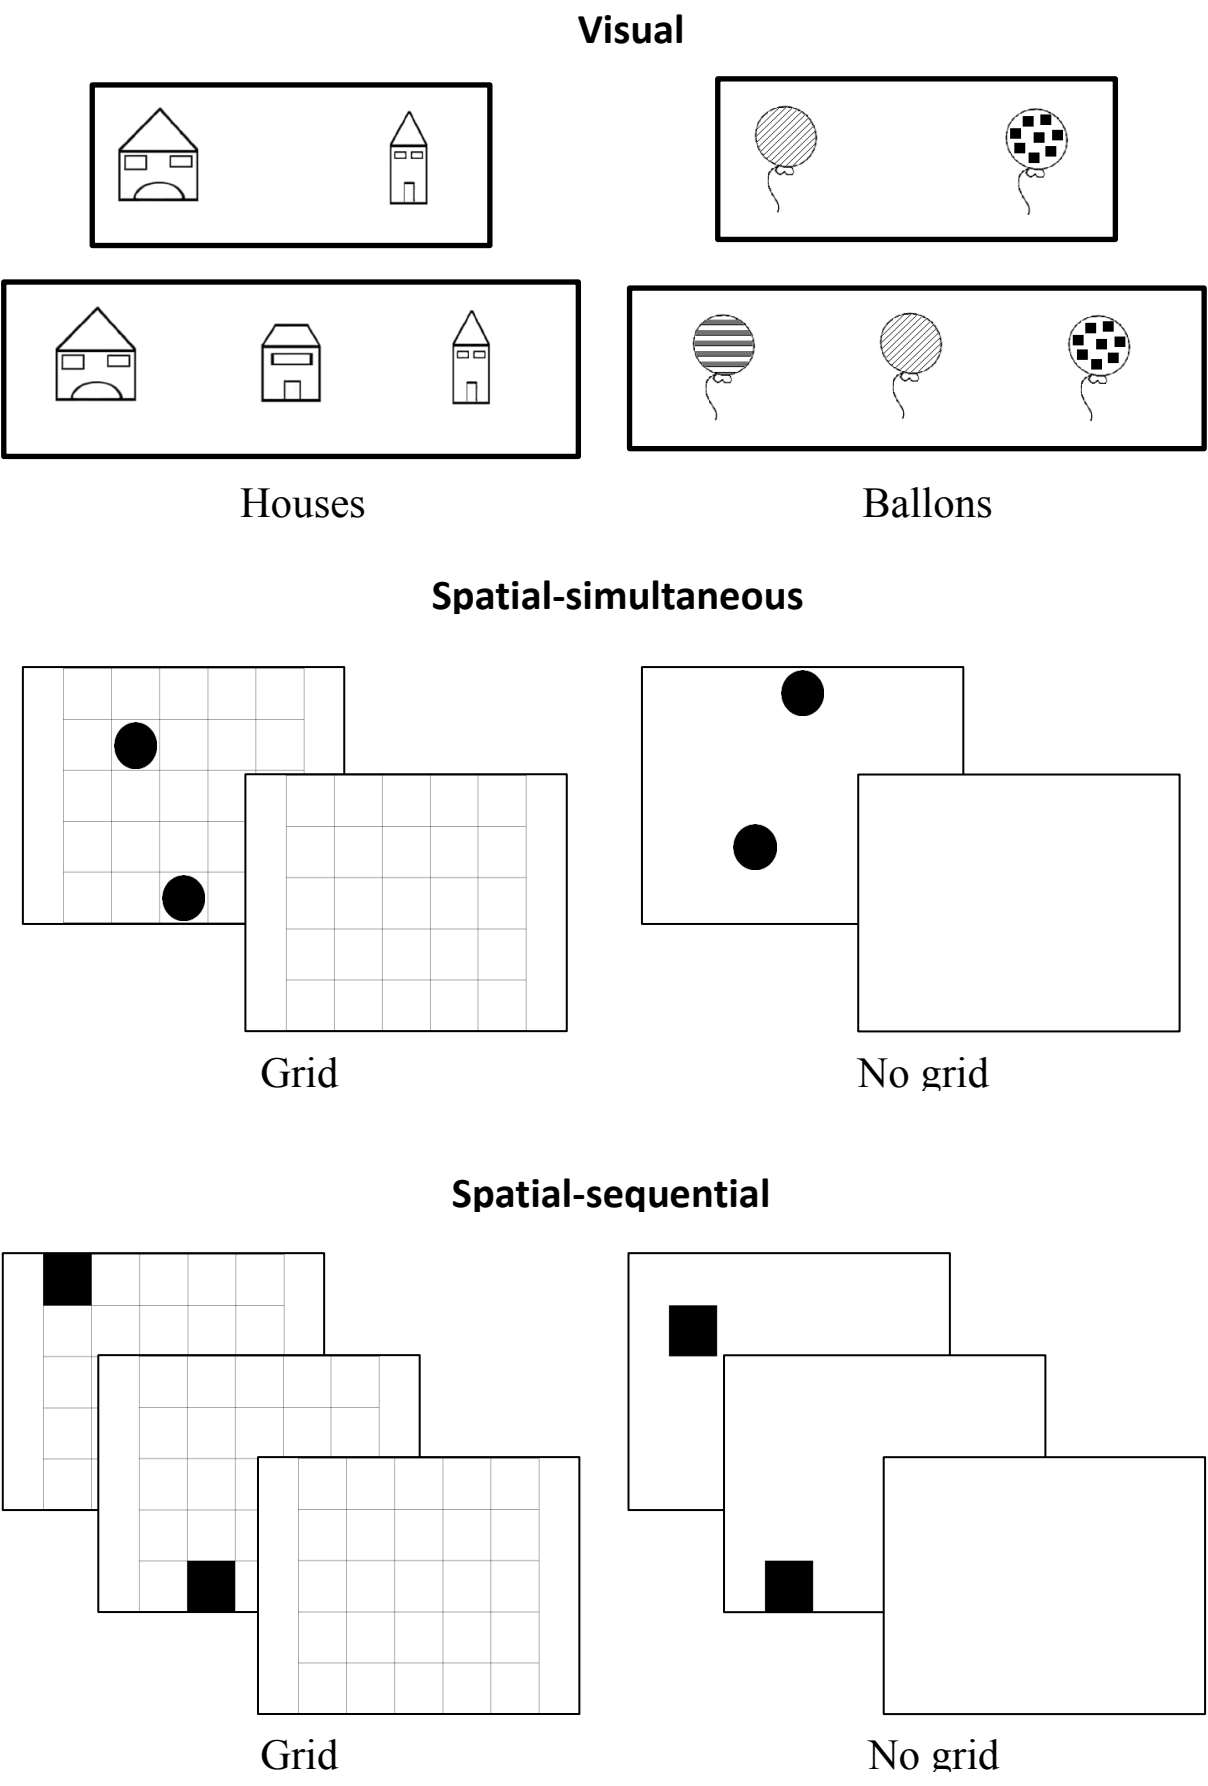 Visual
Houses
Ballons
Spatial-simultaneous
Grid
No grid
Spatial-sequential
Grid
No grid